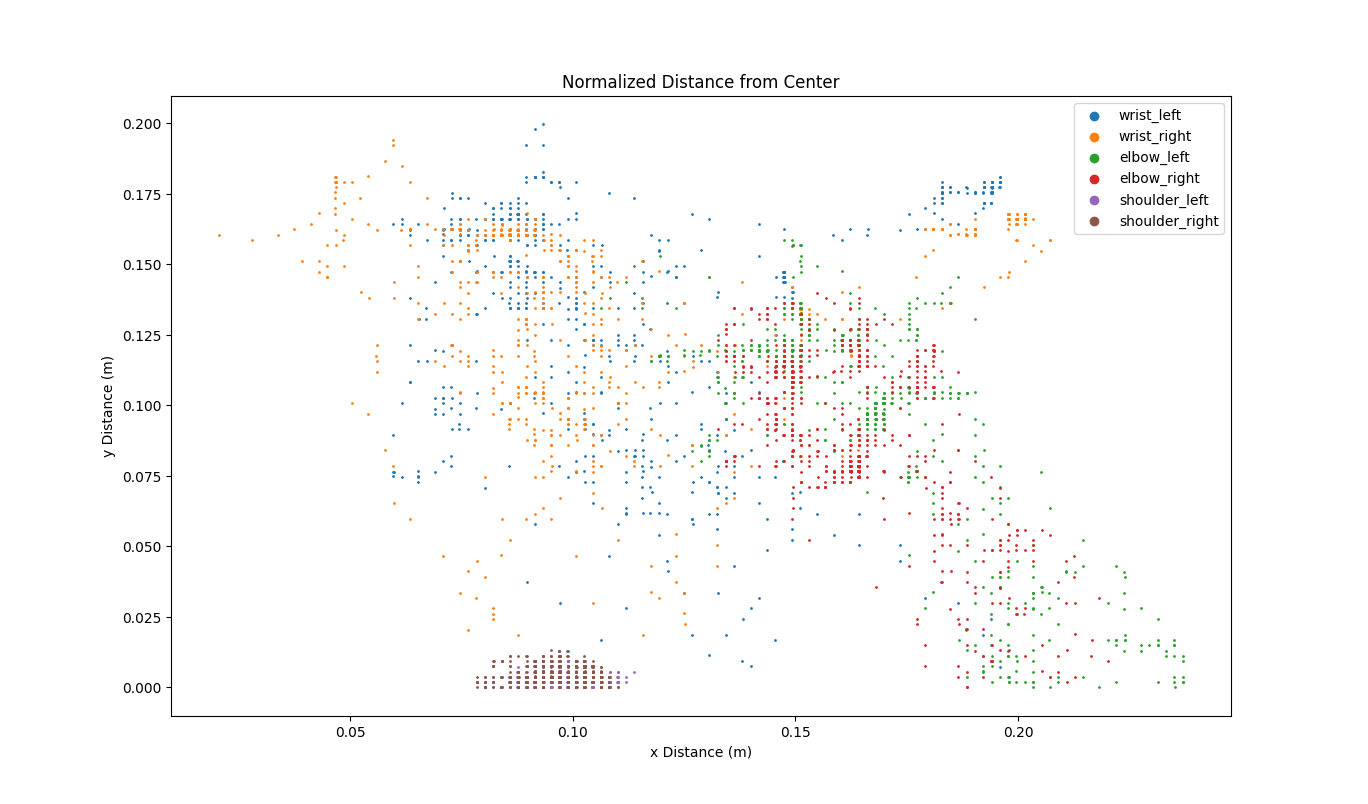 Normalized Distance from Center
wrist_left
wrist_right
elbow_left
elbow_right
shoulder_left
shoulder_right
0.200
0.175
0.150
0.125
0.100
0.075
0.050
0.025
0.000
y Distance (m)
0.05 0.10 0.15 0.20
x Distance (m)